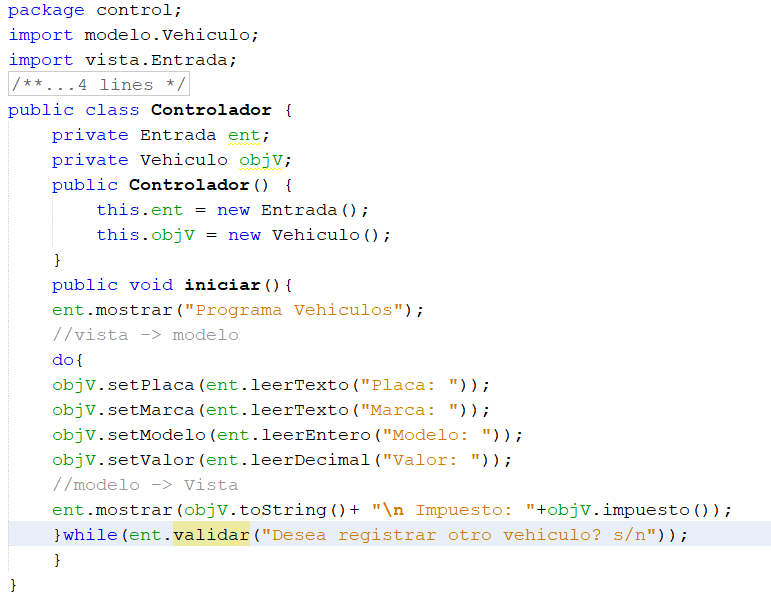 package control;
import modelo.Vehiculo;
import vista.Entrada;
/**...4 lines */
public class Controlador {
    private Entrada ent;
    private Vehiculo objV;
    public Controlador() {
        this.ent = new Entrada();
        this.objV = new Vehiculo();
    }
    public void iniciar(){
    ent.mostrar("Programa Vehiculos");
    //vista -> modelo
    do{
    objV.setPlaca(ent.leerTexto("Placa: "));
    objV.setMarca(ent.leerTexto("Marca: "));
    objV.setModelo(ent.leerEntero("Modelo: "));
    objV.setValor(ent.leerDecimal("Valor: "));
    //modelo -> Vista
    ent.mostrar(objV.toString()+ "\n Impuesto: "+objV.impuesto());
    }while(ent.validar("Desea registrar otro vehiculo? s/n"));
    }
}